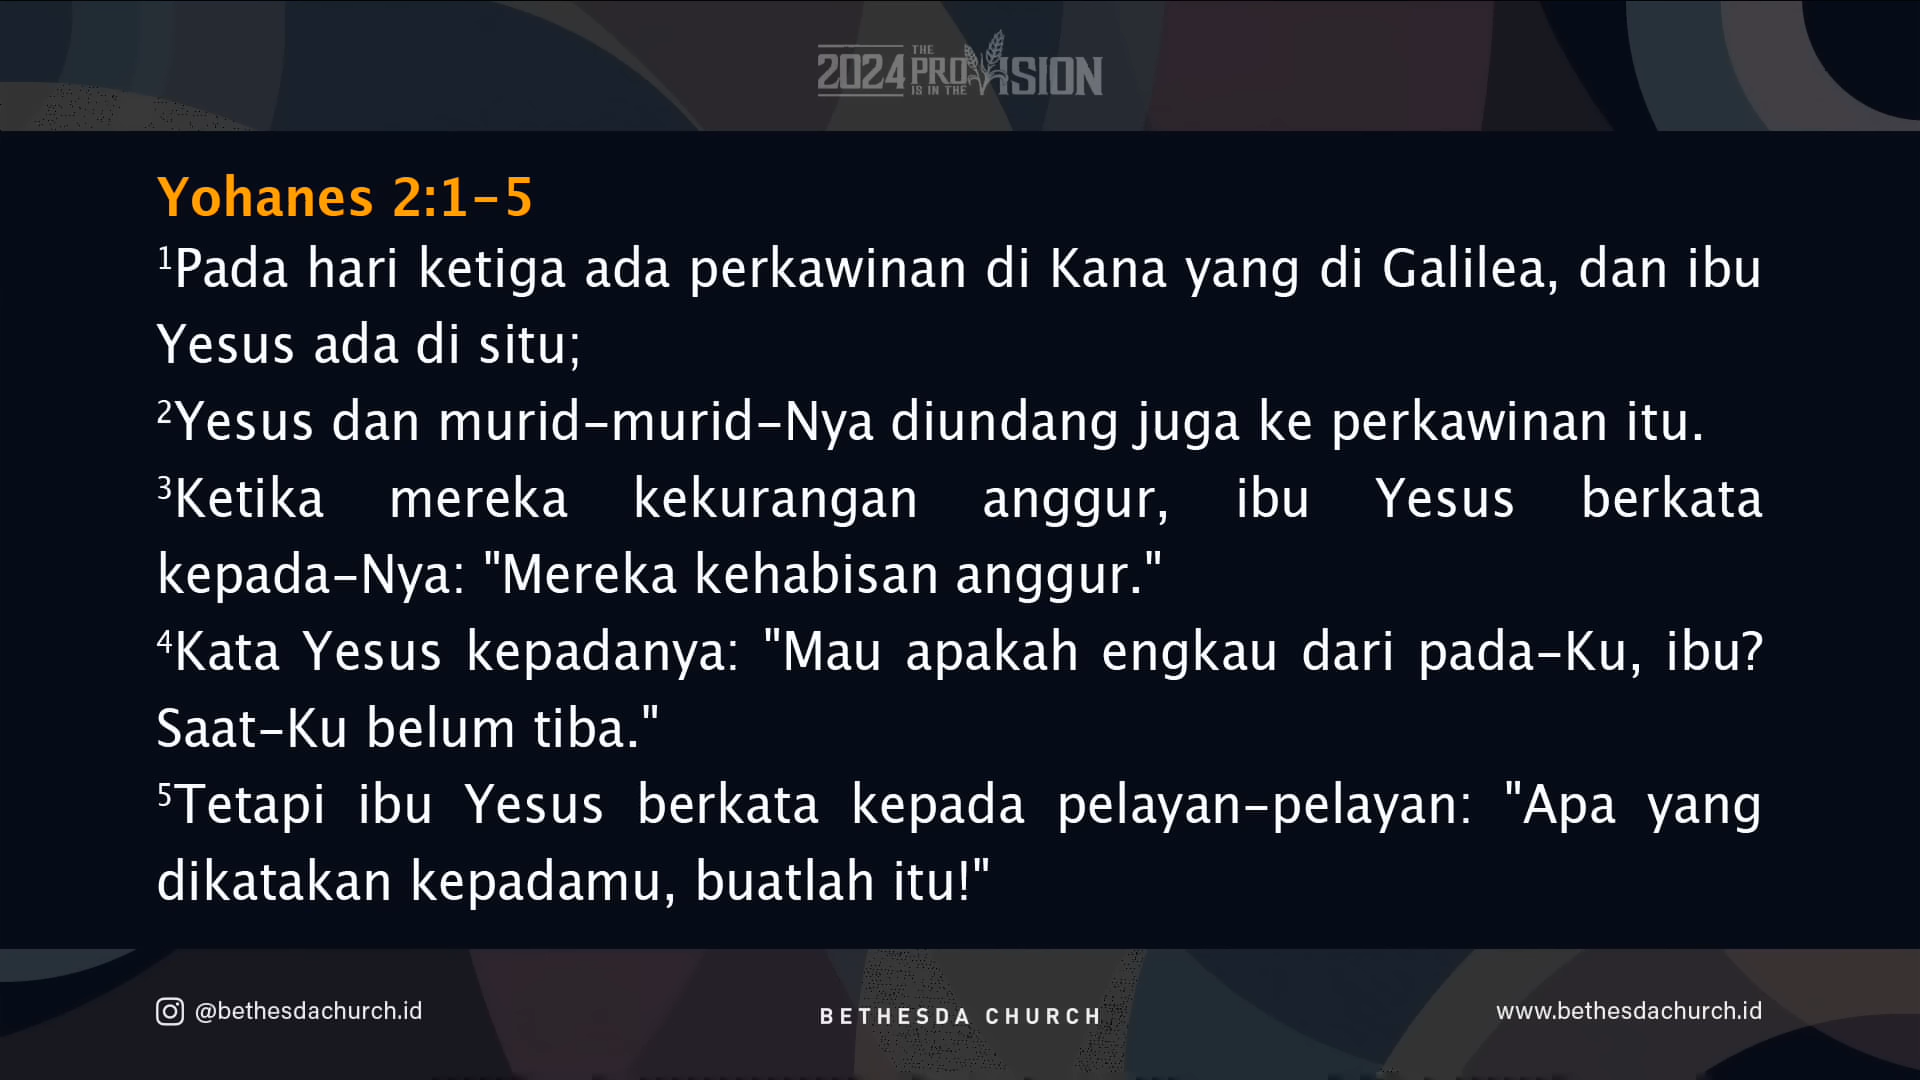 2024 THE PROVISION IS IN THE
Yohanes 2:1-5
¹Pada hari ketiga ada perkawinan di Kana yang di Galilea, dan ibu
Yesus ada di situ;
²Yesus dan murid-murid-Nya diundang juga ke perkawinan itu.
³Ketika mereka kekurangan anggur, ibu Yesus berkata
kepada-Nya: "Mereka kehabisan anggur."
⁴Kata Yesus kepadanya: "Mau apakah engkau dari pada-Ku, ibu?
Saat-Ku belum tiba."
⁵Tetapi ibu Yesus berkata kepada pelayan-pelayan: "Apa yang
dikatakan kepadamu, buatlah itu!"
@bethesdachurch.id
BETHESDA CHURCH
www.bethesdachurch.id